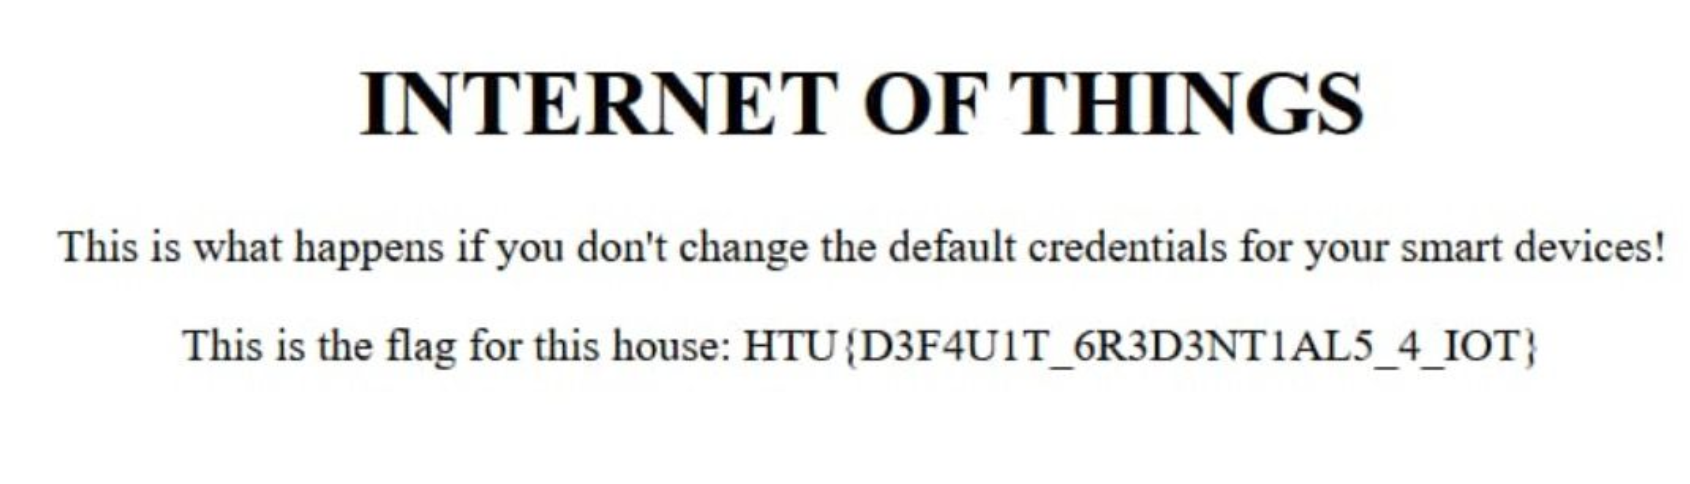 INTERNET OF THINGS
This is what happens if you don't change the default credentials for your smart devices!
This is the flag for this house: HTU{D3F4U1T_6R3D3NT1AL5_4_IOT}